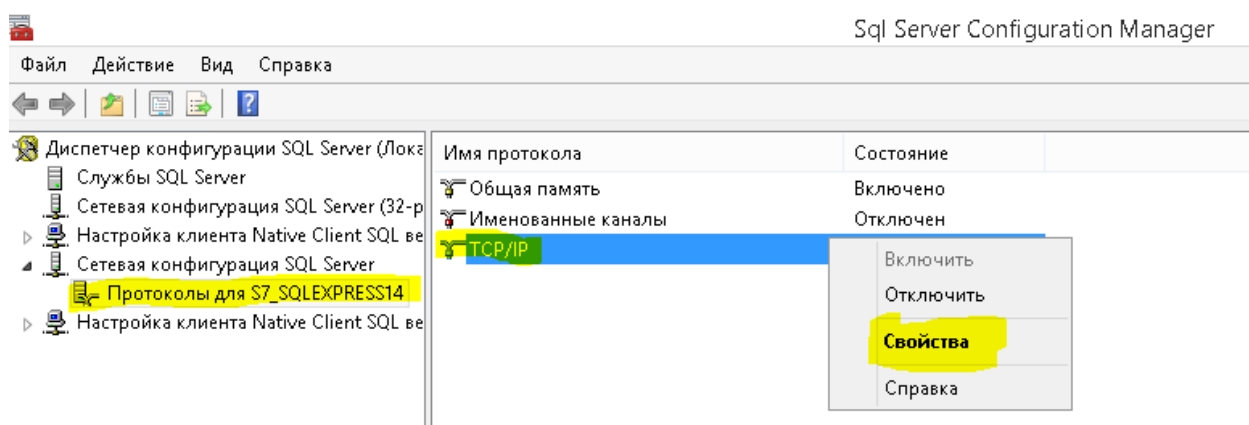 Sql Server Configuration Manager
Файл Действие Вид Справка
Диспетчер конфигурации SQL Server (Лока
Службы SQL Server
Сетевая конфигурация SQL Server (32-р
Настройка клиента Native Client SQL ве
Сетевая конфигурация SQL Server
Протоколы для S7_SQLEXPRESS14
Настройка клиента Native Client SQL ве
Имя протокола Состояние
Общая память Включено
Именованные каналы Отключен
TCP/IP
Включить
Отключить
Свойства
Справка